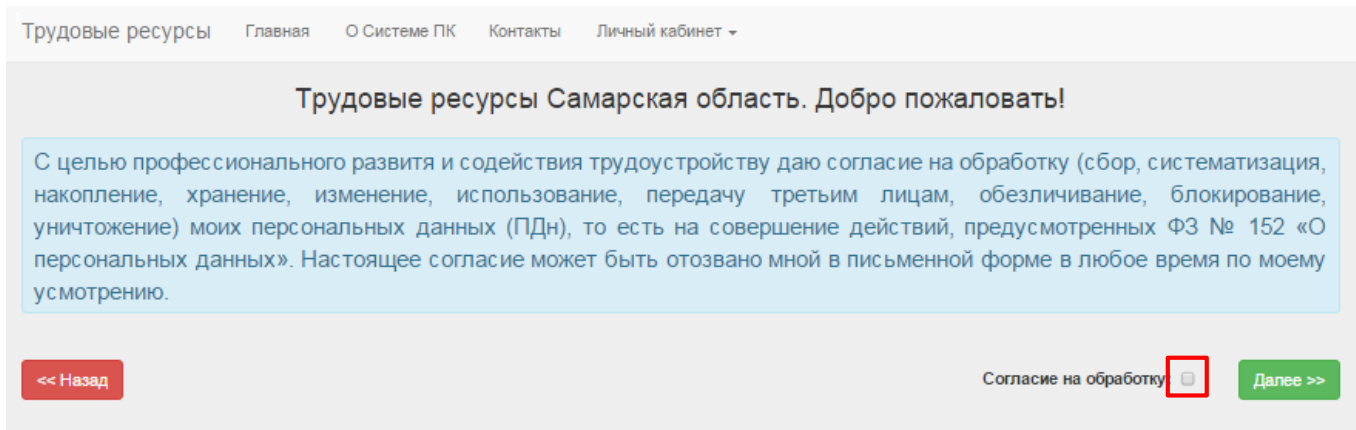 Трудовые ресурсы Главная О Системе ПК Контакты Личный кабинет
Трудовые ресурсы Самарская область. Добро пожаловать!
С целью профессионального развитя и содействия трудоустройству даю согласие на обработку (сбор, систематизация,
накопление, хранение, изменение, использование, передачу третьим лицам, обезличивание, блокирование,
уничтожение) моих персональных данных (ПДн), то есть на совершение действий, предусмотренных ФЗ № 152 «О
персональных данных». Настоящее согласие может быть отозвано мной в письменной форме в любое время по моему
усмотрению.
<< Назад Согласие на обработку: Далее >>